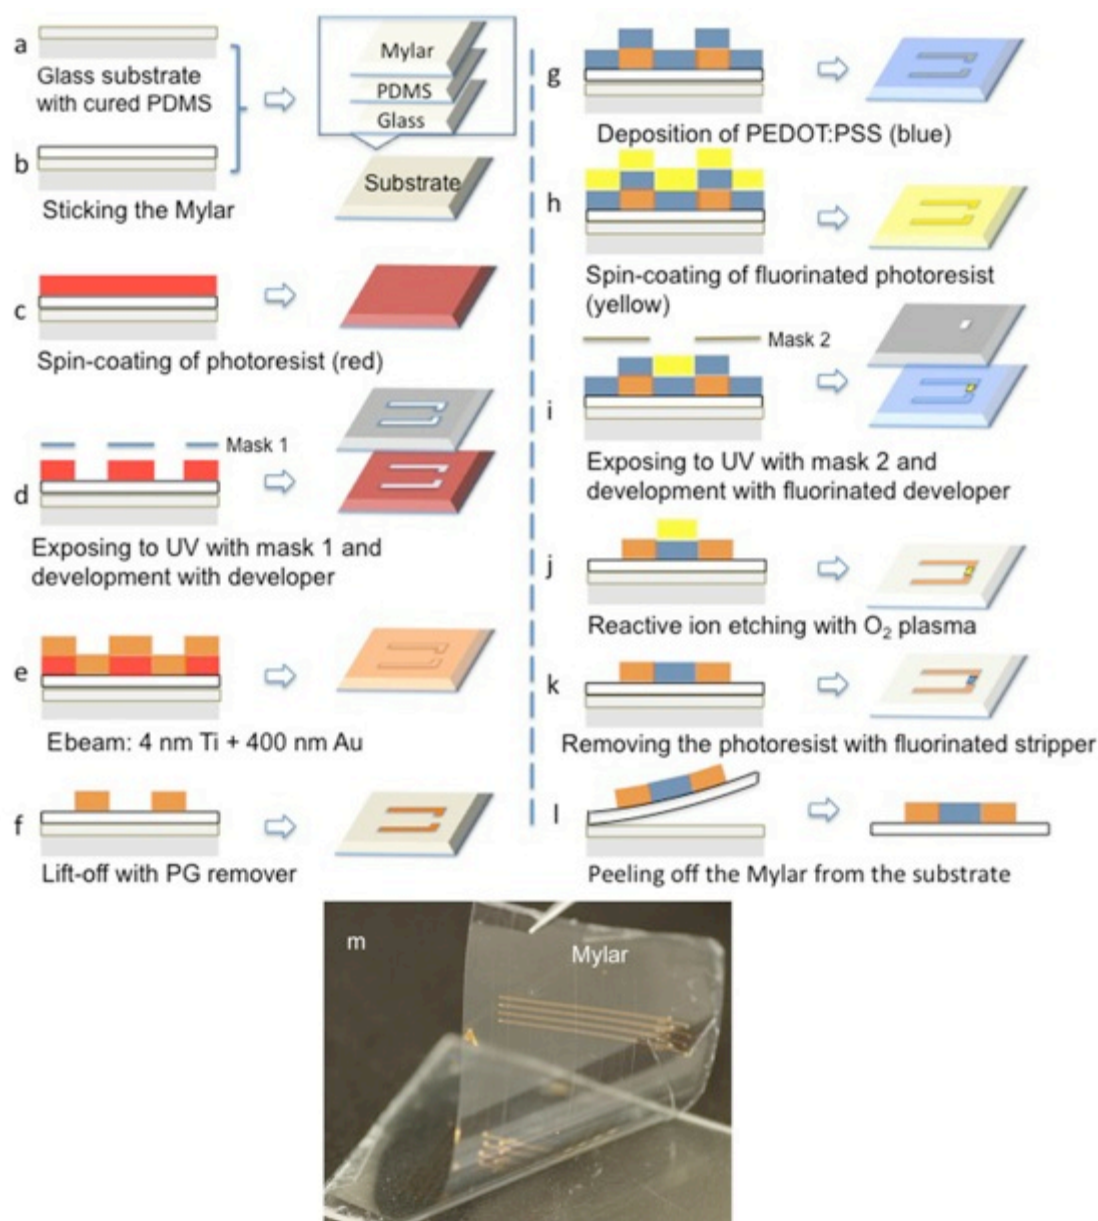 a
Glass substrate
with cured PDMS
b
Sticking the Mylar
Mylar
PDMS
Glass
Substrate
c
Spin-coating of photoresist (red)
Mask 1
d
Exposing to UV with mask 1 and
development with developer
e
Ebeam: 4 nm Ti + 400 nm Au
f
Lift-off with PG remover
g
Deposition of PEDOT:PSS (blue)
h
Spin-coating of fluorinated photoresist
(yellow)
Mask 2
i
Exposing to UV with mask 2 and
development with fluorinated developer
j
Reactive ion etching with O₂ plasma
k
Removing the photoresist with fluorinated stripper
l
Peeling off the Mylar from the substrate
m
Mylar